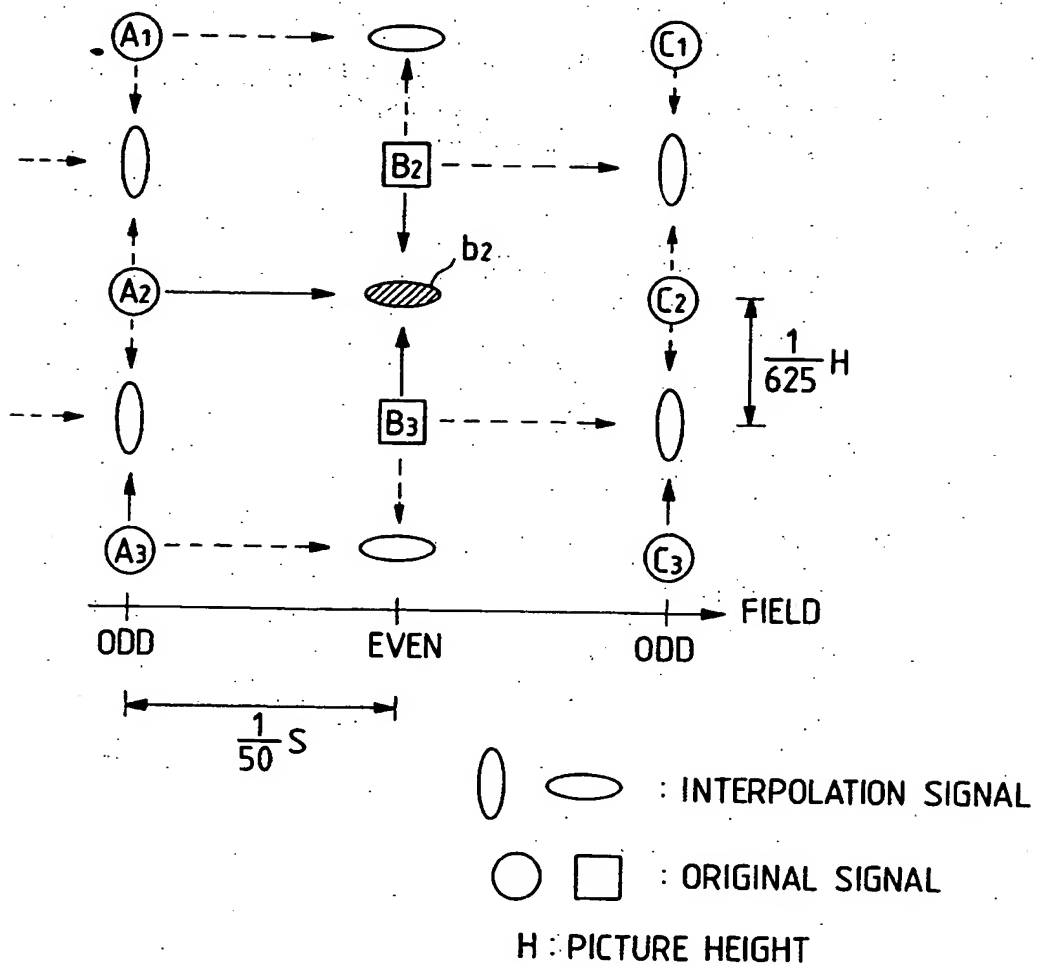 A1 C1
B2
b2
A2 C2
1/625 H
B3
A3 C3
FIELD
ODD EVEN ODD
1/50 S
: INTERPOLATION SIGNAL
: ORIGINAL SIGNAL
H : PICTURE HEIGHT